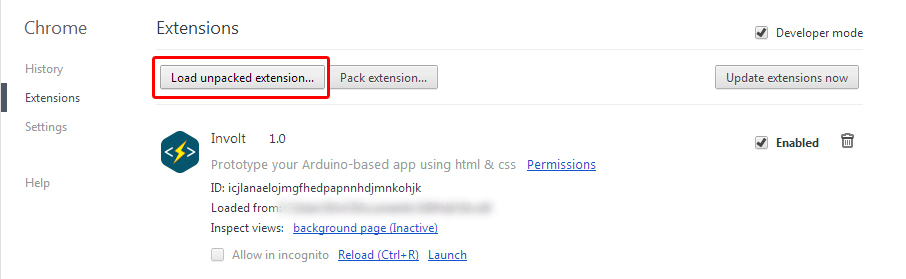 Chrome
Extensions
Developer mode
History
Extensions
Settings
Help
Load unpacked extension... Pack extension... Update extensions now
Involt 1.0
Enabled
Prototype your Arduino-based app using html & css Permissions
ID: icjlanaelojmgfhedpapnnhdjmnkohjk
Loaded from:
Inspect views: background page (Inactive)
Allow in incognito Reload (Ctrl+R) Launch